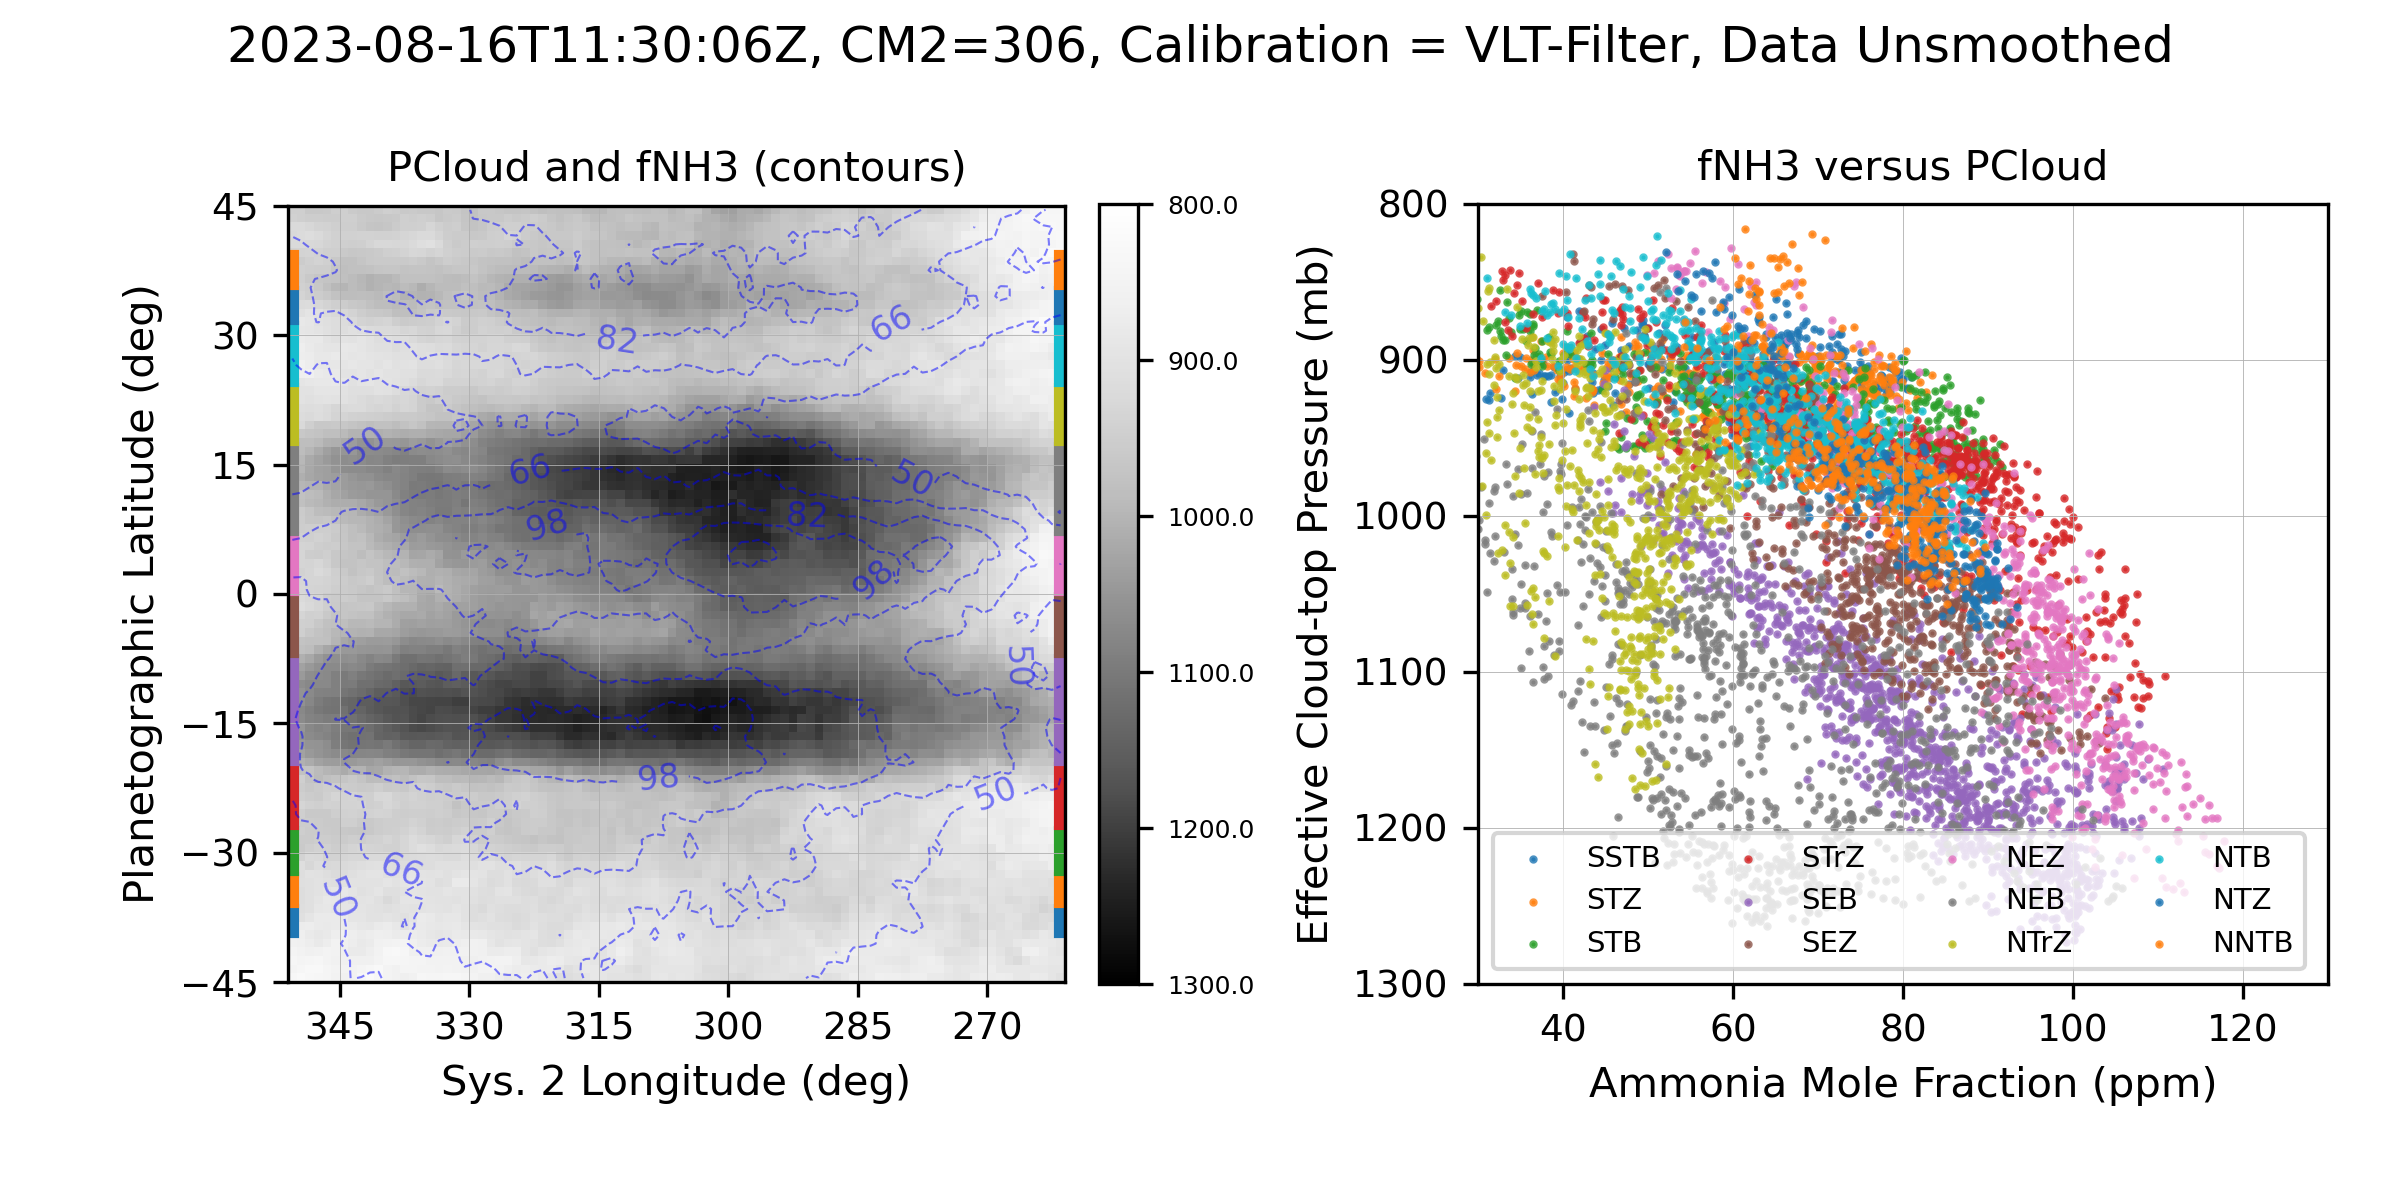 2023-08-16T11:30:06Z, CM2=306, Calibration = VLT-Filter, Data Unsmoothed
PCloud and fNH3 (contours)
Planetographic Latitude (deg)
45
30
15
0
−15
−30
−45
66
82
50
66
50
98
82
98
50
98
50
66
50
345 330 315 300 285 270
Sys. 2 Longitude (deg)
800.0
900.0
1000.0
1100.0
1200.0
1300.0
fNH3 versus PCloud
Effective Cloud-top Pressure (mb)
800
900
1000
1100
1200
1300
SSTB STrZ NEZ NTB
STZ SEB NEB NTZ
STB SEZ NTrZ NNTB
40 60 80 100 120
Ammonia Mole Fraction (ppm)